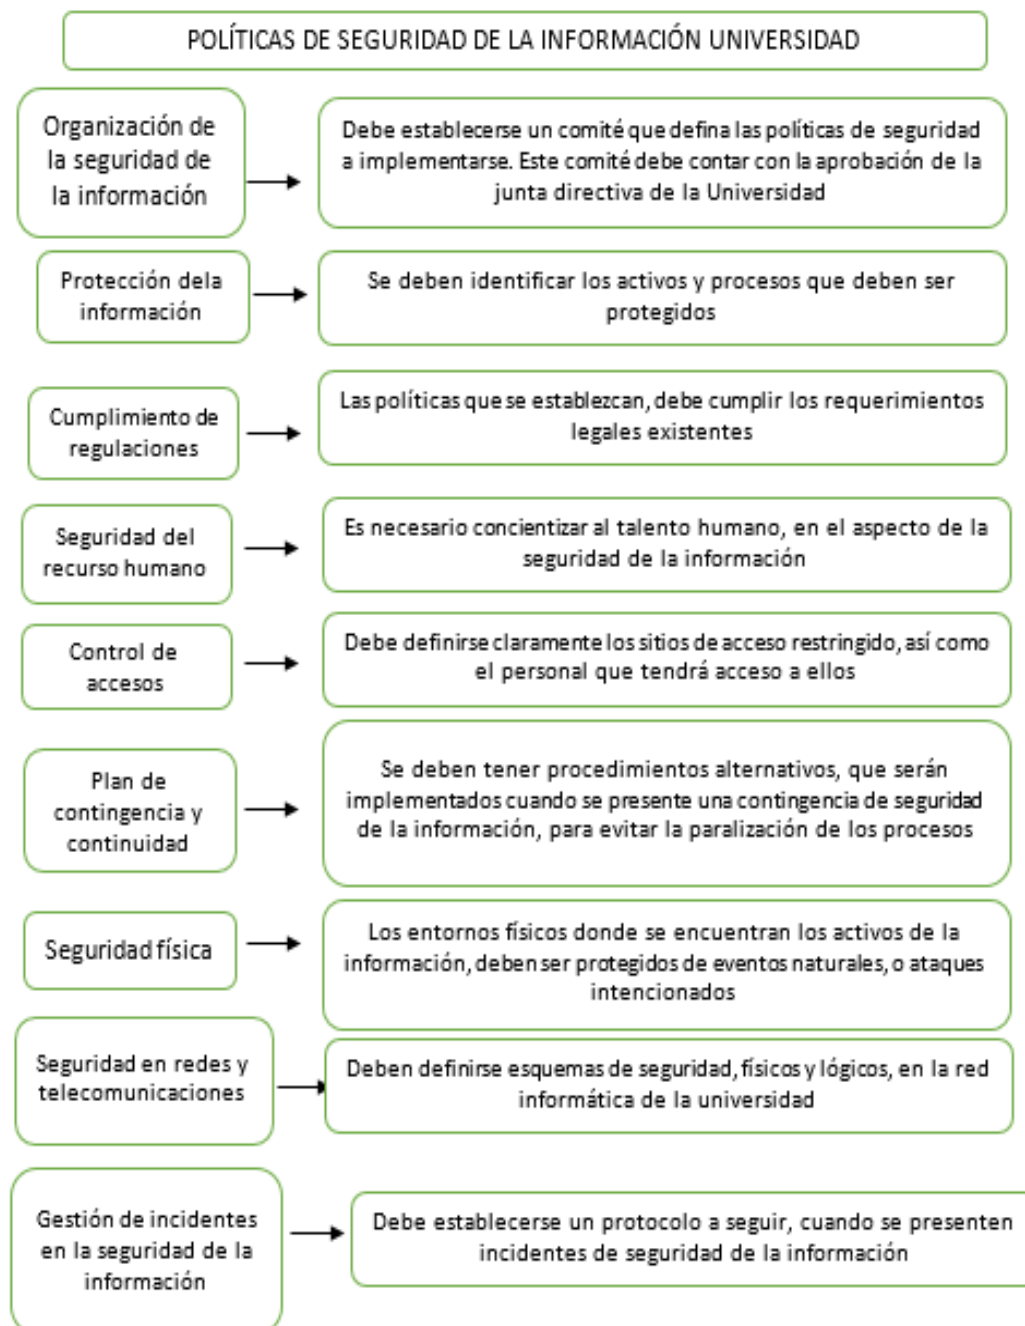 POLÍTICAS DE SEGURIDAD DE LA INFORMACIÓN UNIVERSIDAD
Organización de
la seguridad de
la información
Debe establecerse un comité que defina las políticas de seguridad
a implementarse. Este comité debe contar con la aprobación de la
junta directiva de la Universidad
Protección dela
información
Se deben identificar los activos y procesos que deben ser
protegidos
Cumplimiento de
regulaciones
Las políticas que se establezcan, debe cumplir los requerimientos
legales existentes
Seguridad del
recurso humano
Es necesario concientizar al talento humano, en el aspecto de la
seguridad de la información
Control de
accesos
Debe definirse claramente los sitios de acceso restringido, así como
el personal que tendrá acceso a ellos
Plan de
contingencia y
continuidad
Se deben tener procedimientos alternativos, que serán
implementados cuando se presente una contingencia de seguridad
de la información, para evitar la paralización de los procesos
Seguridad física
Los entornos físicos donde se encuentran los activos de la
información, deben ser protegidos de eventos naturales, o ataques
intencionados
Seguridad en redes y
telecomunicaciones
Deben definirse esquemas de seguridad, físicos y lógicos, en la red
informática de la universidad
Gestión de incidentes
en la seguridad de la
información
Debe establecerse un protocolo a seguir, cuando se presenten
incidentes de seguridad de la información